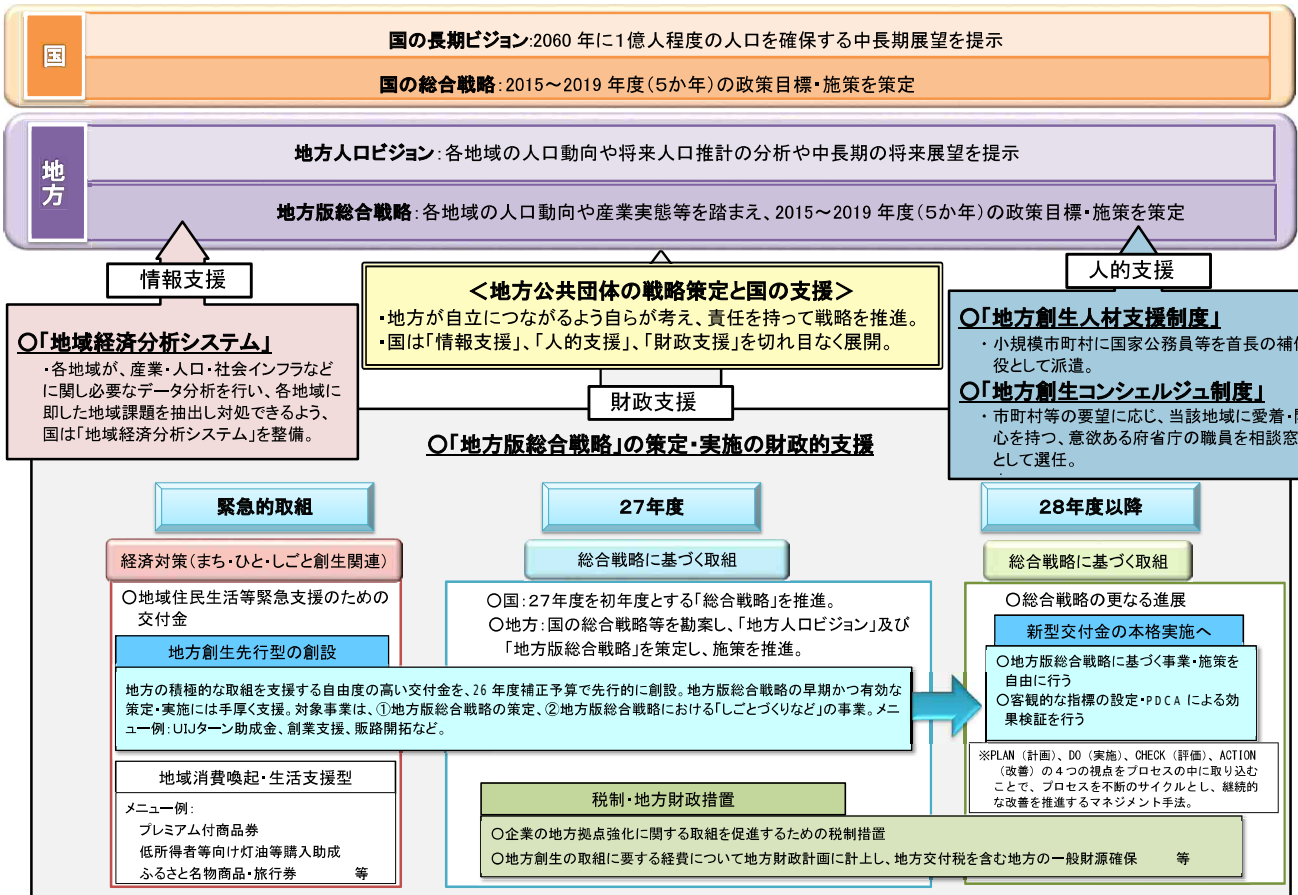 国
国の長期ビジョン:2060 年に1億人程度の人口を確保する中長期展望を提示
国の総合戦略:2015～2019 年度(5か年)の政策目標・施策を策定
地方
地方人口ビジョン:各地域の人口動向や将来人口推計の分析や中長期の将来展望を提示
地方版総合戦略:各地域の人口動向や産業実態等を踏まえ、2015～2019 年度(5か年)の政策目標・施策を策定
情報支援
○「地域経済分析システム」
・各地域が、産業・人口・社会インフラなど
に関し必要なデータ分析を行い、各地域に
即した地域課題を抽出し対処できるよう、
国は「地域経済分析システム」を整備。
＜地方公共団体の戦略策定と国の支援＞
・地方が自立につながるよう自らが考え、責任を持って戦略を推進。
・国は「情報支援」、「人的支援」、「財政支援」を切れ目なく展開。
人的支援
○「地方創生人材支援制度」
・小規模市町村に国家公務員等を首長の補
役として派遣。
○「地方創生コンシェルジュ制度」
・市町村等の要望に応じ、当該地域に愛着・
心を持つ、意欲ある府省庁の職員を相談窓
として選任。
財政支援
○「地方版総合戦略」の策定・実施の財政的支援
緊急的取組
経済対策(まち・ひと・しごと創生関連)
○地域住民生活等緊急支援のための
交付金
地方創生先行型の創設
地方の積極的な取組を支援する自由度の高い交付金を、26 年度補正予算で先行的に創設。地方版総合戦略の早期かつ有効な
策定・実施には手厚く支援。対象事業は、①地方版総合戦略の策定、②地方版総合戦略における「しごとづくりなど」の事業。メニ
ュー例:UIJターン助成金、創業支援、販路開拓など。
地域消費喚起・生活支援型
メニュー例:
プレミアム付商品券
低所得者等向け灯油等購入助成
ふるさと名物商品・旅行券 等
27年度
総合戦略に基づく取組
○国:27年度を初年度とする「総合戦略」を推進。
○地方:国の総合戦略等を勘案し、「地方人口ビジョン」及び
「地方版総合戦略」を策定し、施策を推進。
税制・地方財政措置
○企業の地方拠点強化に関する取組を促進するための税制措置
○地方創生の取組に要する経費について地方財政計画に計上し、地方交付税を含む地方の一般財源確保 等
28年度以降
総合戦略に基づく取組
○総合戦略の更なる進展
新型交付金の本格実施へ
○地方版総合戦略に基づく事業・施策を
自由に行う
○客観的な指標の設定・PDCA による効
果検証を行う
※PLAN（計画）、DO（実施）、CHECK（評価）、ACTION
（改善）の４つの視点をプロセスの中に取り込む
ことで、プロセスを不断のサイクルとし、継続的
な改善を推進するマネジメント手法。